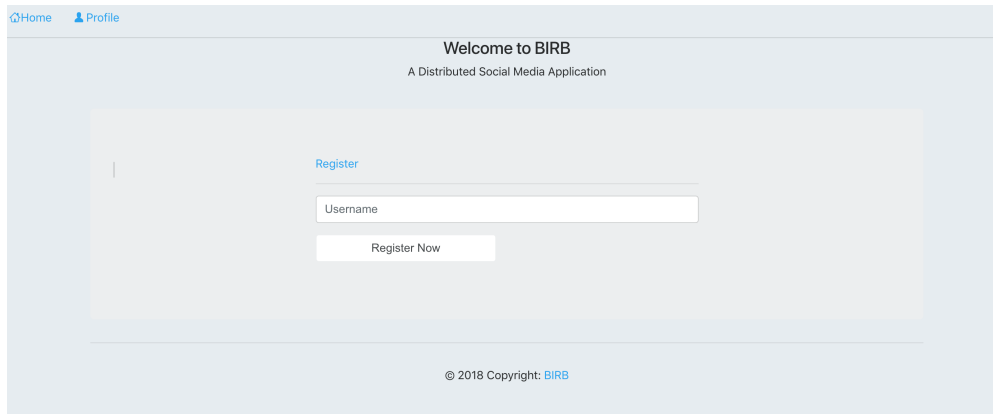 Home Profile
Welcome to BIRB
A Distributed Social Media Application
Register
Username
Register Now
© 2018 Copyright: BIRB